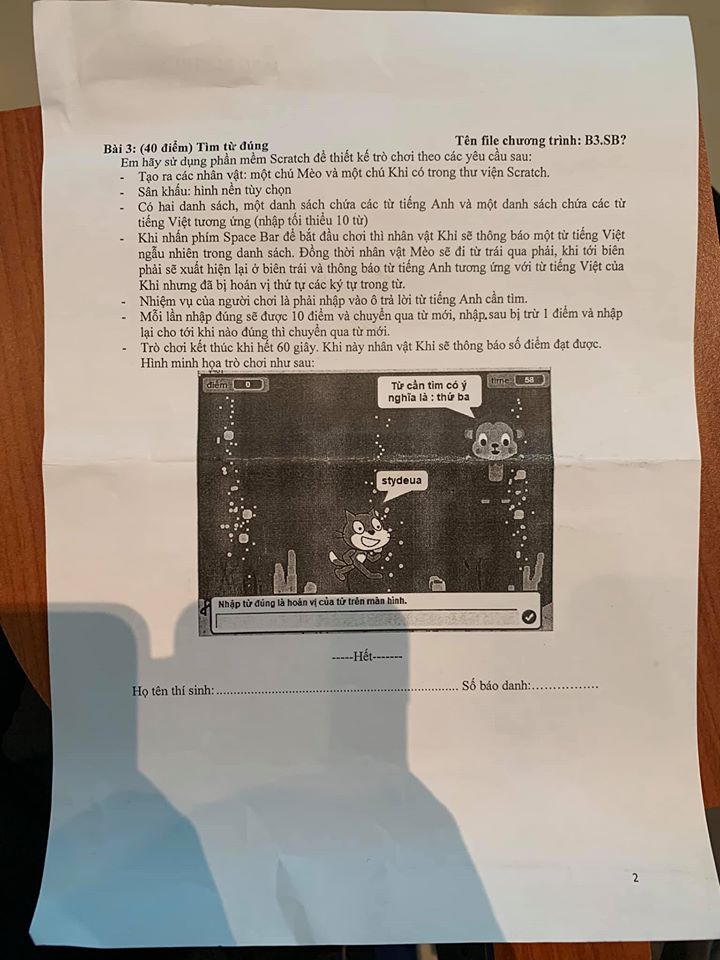 Bài 3: (40 điểm) Tìm từ đúng Tên file chương trình: B3.SB?
Em hãy sử dụng phần mềm Scratch để thiết kế trò chơi theo các yêu cầu sau:
- Tạo ra các nhân vật: một chú Mèo và một chú Khỉ có trong thư viện Scratch.
- Sân khấu: hình nền tùy chọn
- Có hai danh sách, một danh sách chứa các từ tiếng Anh và một danh sách chứa các từ
tiếng Việt tương ứng (nhập tối thiểu 10 từ)
- Khi nhấn phím Space Bar để bắt đầu chơi thì nhân vật Khỉ sẽ thông báo một từ tiếng Việt
ngẫu nhiên trong danh sách. Đồng thời nhân vật Mèo sẽ đi từ trái qua phải, khi tới biên
phải sẽ xuất hiện lại ở biên trái và thông báo từ tiếng Anh tương ứng với từ tiếng Việt của
Khỉ nhưng đã bị hoán vị thứ tự các ký tự trong từ.
- Nhiệm vụ của người chơi là phải nhập vào ô trả lời từ tiếng Anh cần tìm.
- Mỗi lần nhập đúng sẽ được 10 điểm và chuyển qua từ mới, nhập sau bị trừ 1 điểm và nhập
lại cho tới khi nào đúng thì chuyển qua từ mới.
- Trò chơi kết thúc khi hết 60 giây. Khi này nhân vật Khỉ sẽ thông báo số điểm đạt được.
Hình minh họa trò chơi như sau:
điểm 0
time 58
Từ cần tìm có ý
nghĩa là : thứ ba
stydeua
Nhập từ đúng là hoán vị của từ trên màn hình.
-----Hết-------
Họ tên thí sinh:........................................................................ Số báo danh:.................
2